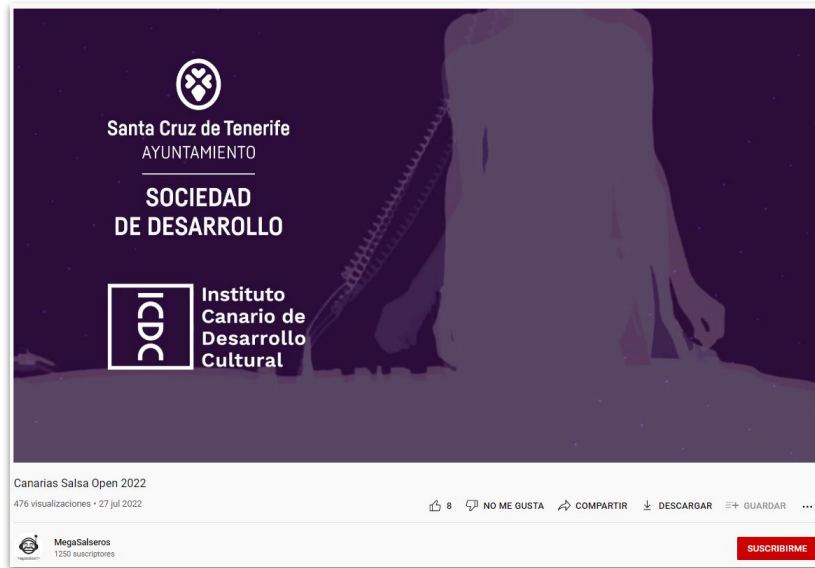 Santa Cruz de Tenerife
AYUNTAMIENTO
SOCIEDAD
DE DESARROLLO
ICDC
Instituto
Canario de
Desarrollo
Cultural
Canarias Salsa Open 2022
476 visualizaciones • 27 jul 2022
8 NO ME GUSTA COMPARTIR DESCARGAR GUARDAR ...
MegaSalseros
1250 suscriptores
SUSCRIBIRME